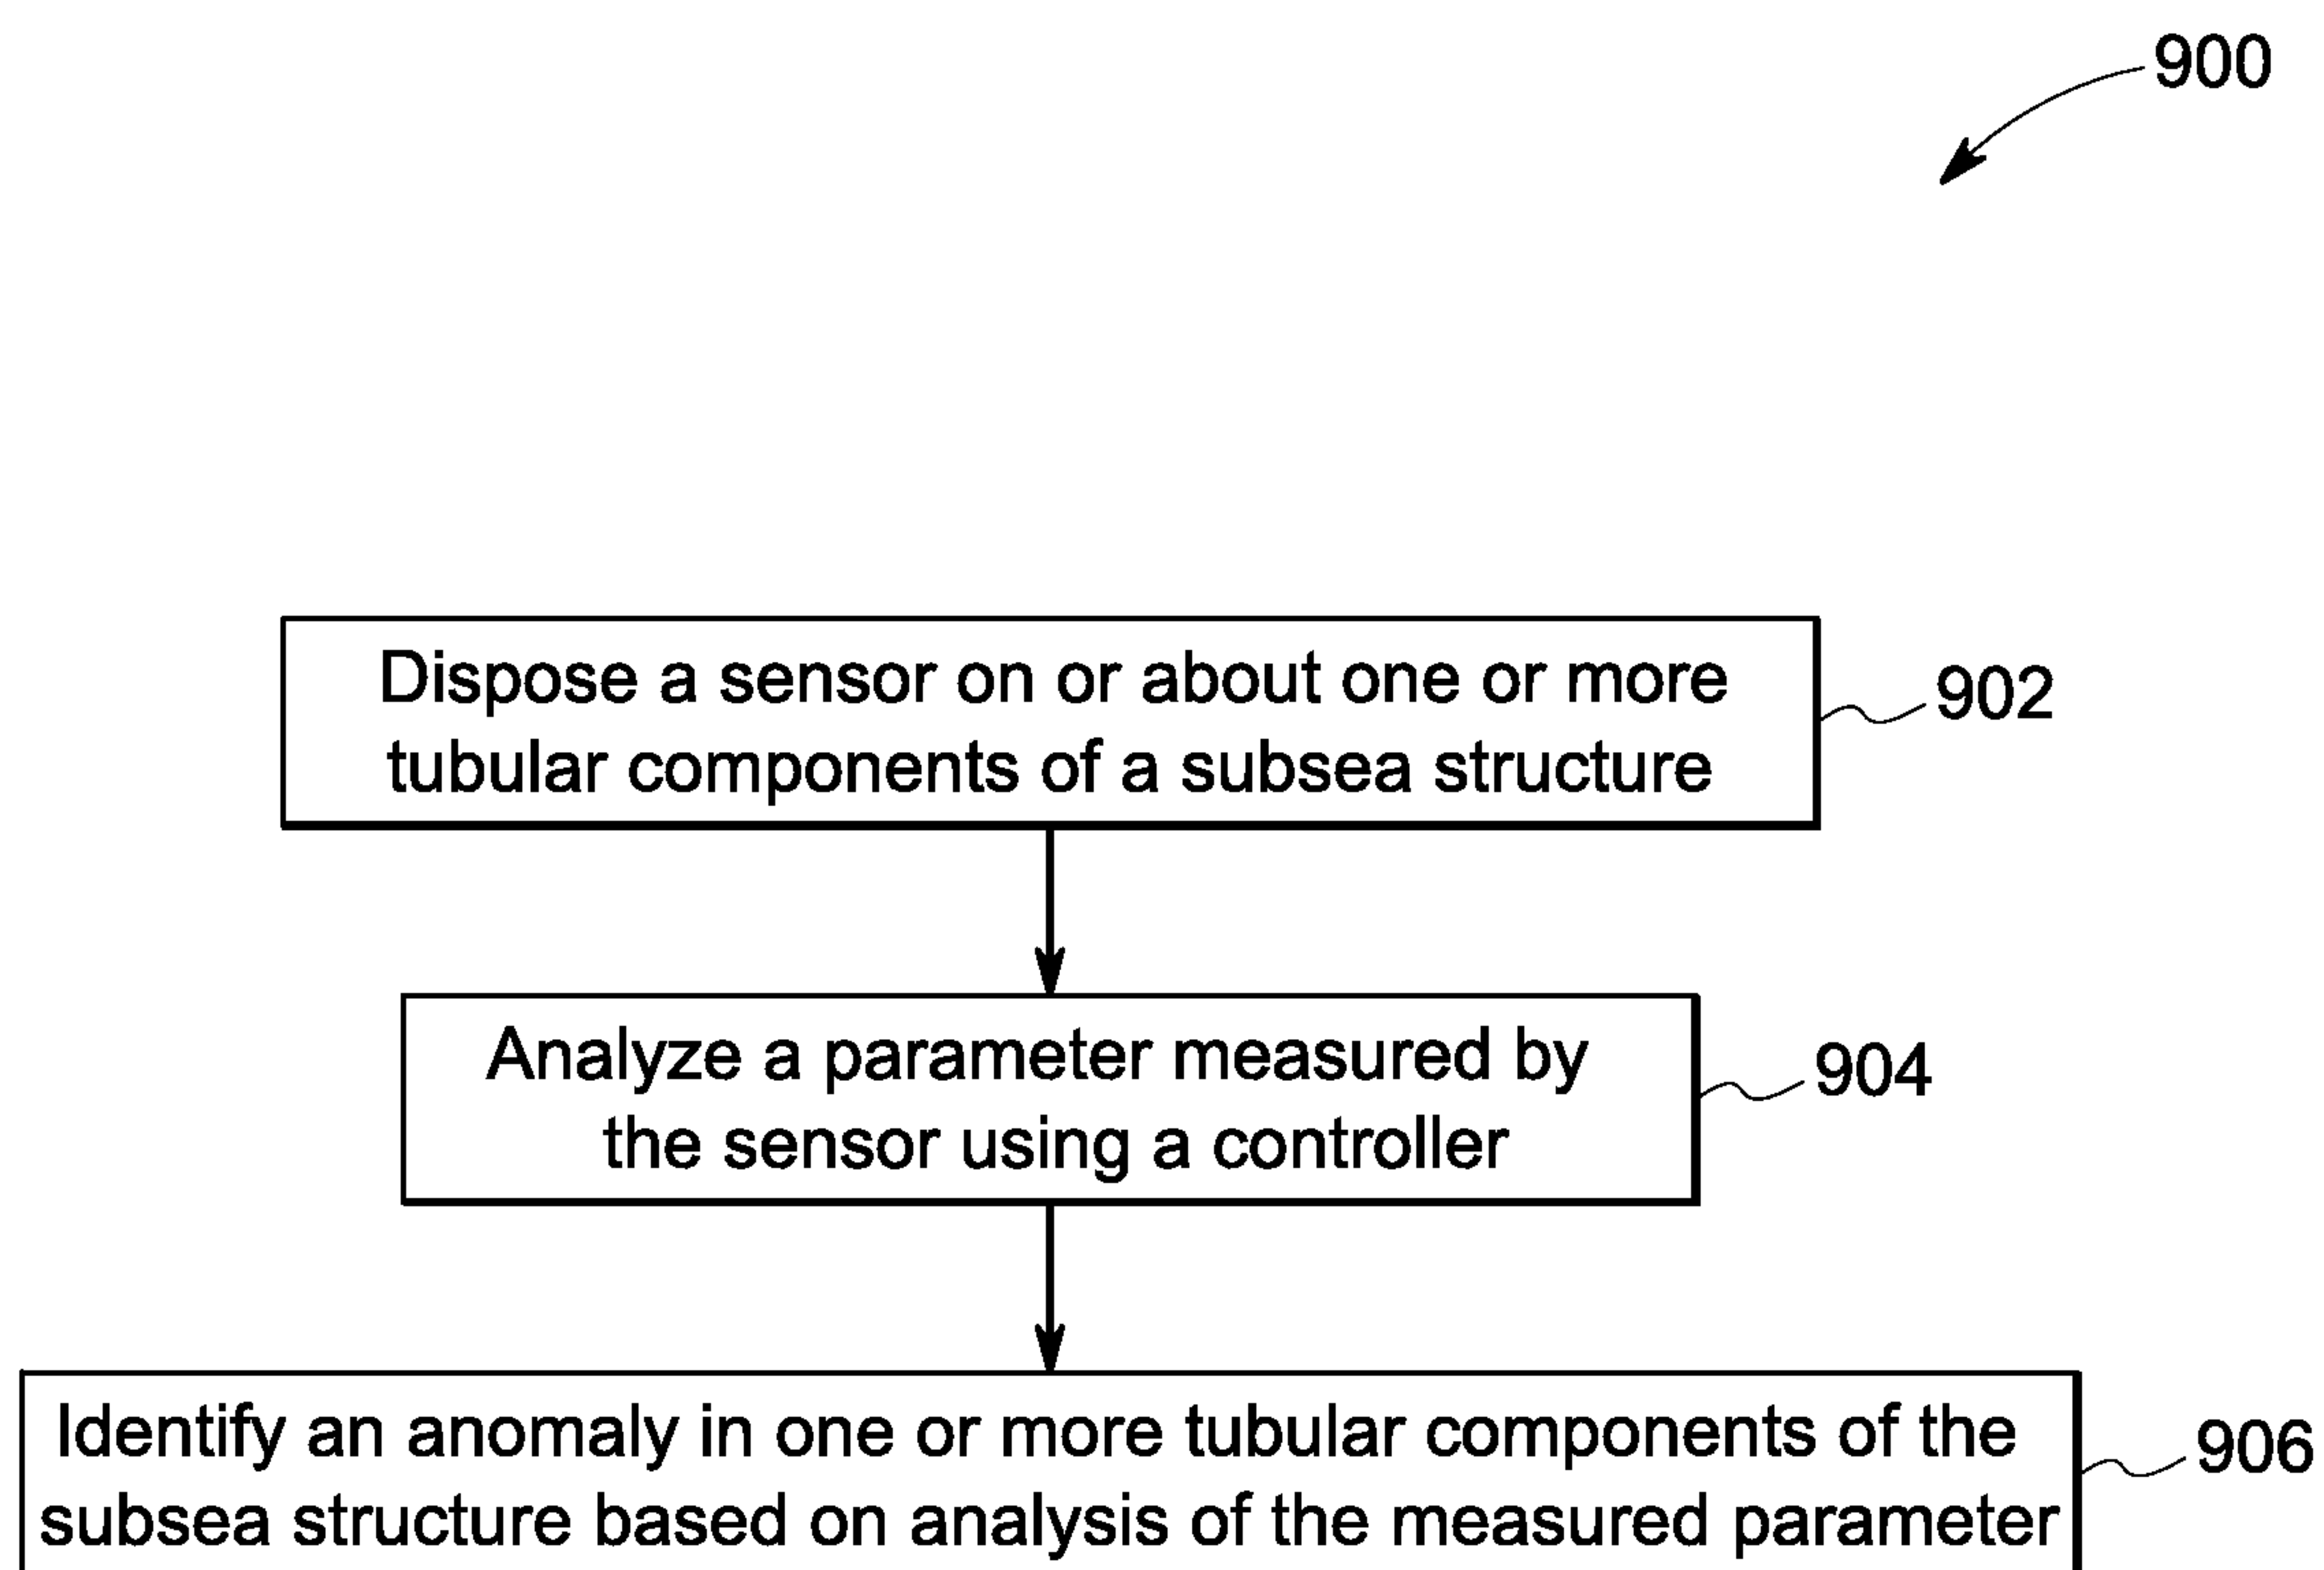 900
Dispose a sensor on or about one or more
tubular components of a subsea structure
902
Analyze a parameter measured by
the sensor using a controller
904
Identify an anomaly in one or more tubular components of the
subsea structure based on analysis of the measured parameter
906